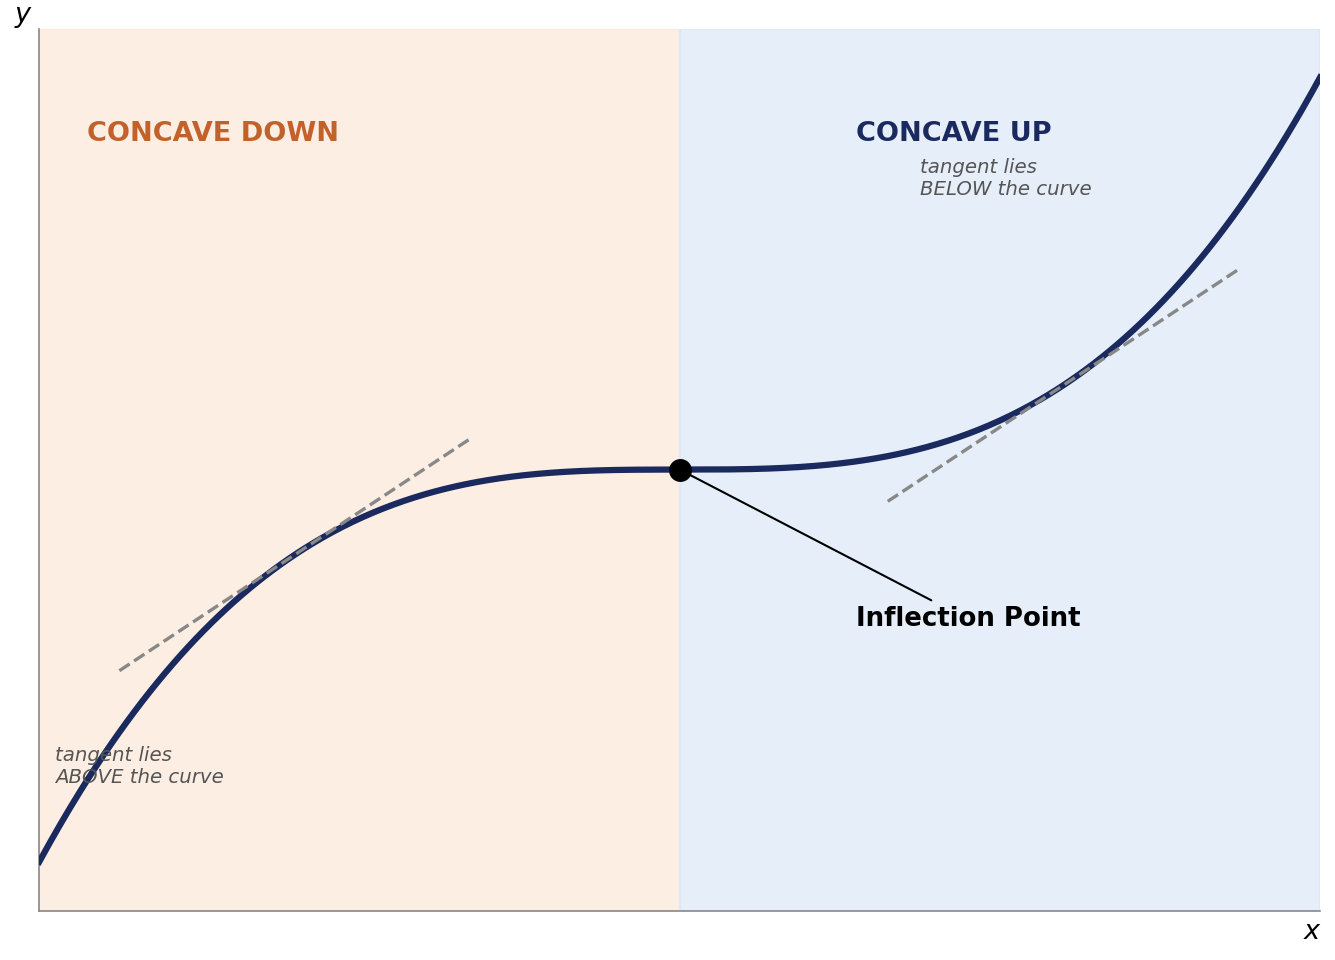 y
CONCAVE DOWN
CONCAVE UP
tangent lies
BELOW the curve
Inflection Point
tangent lies
ABOVE the curve
x